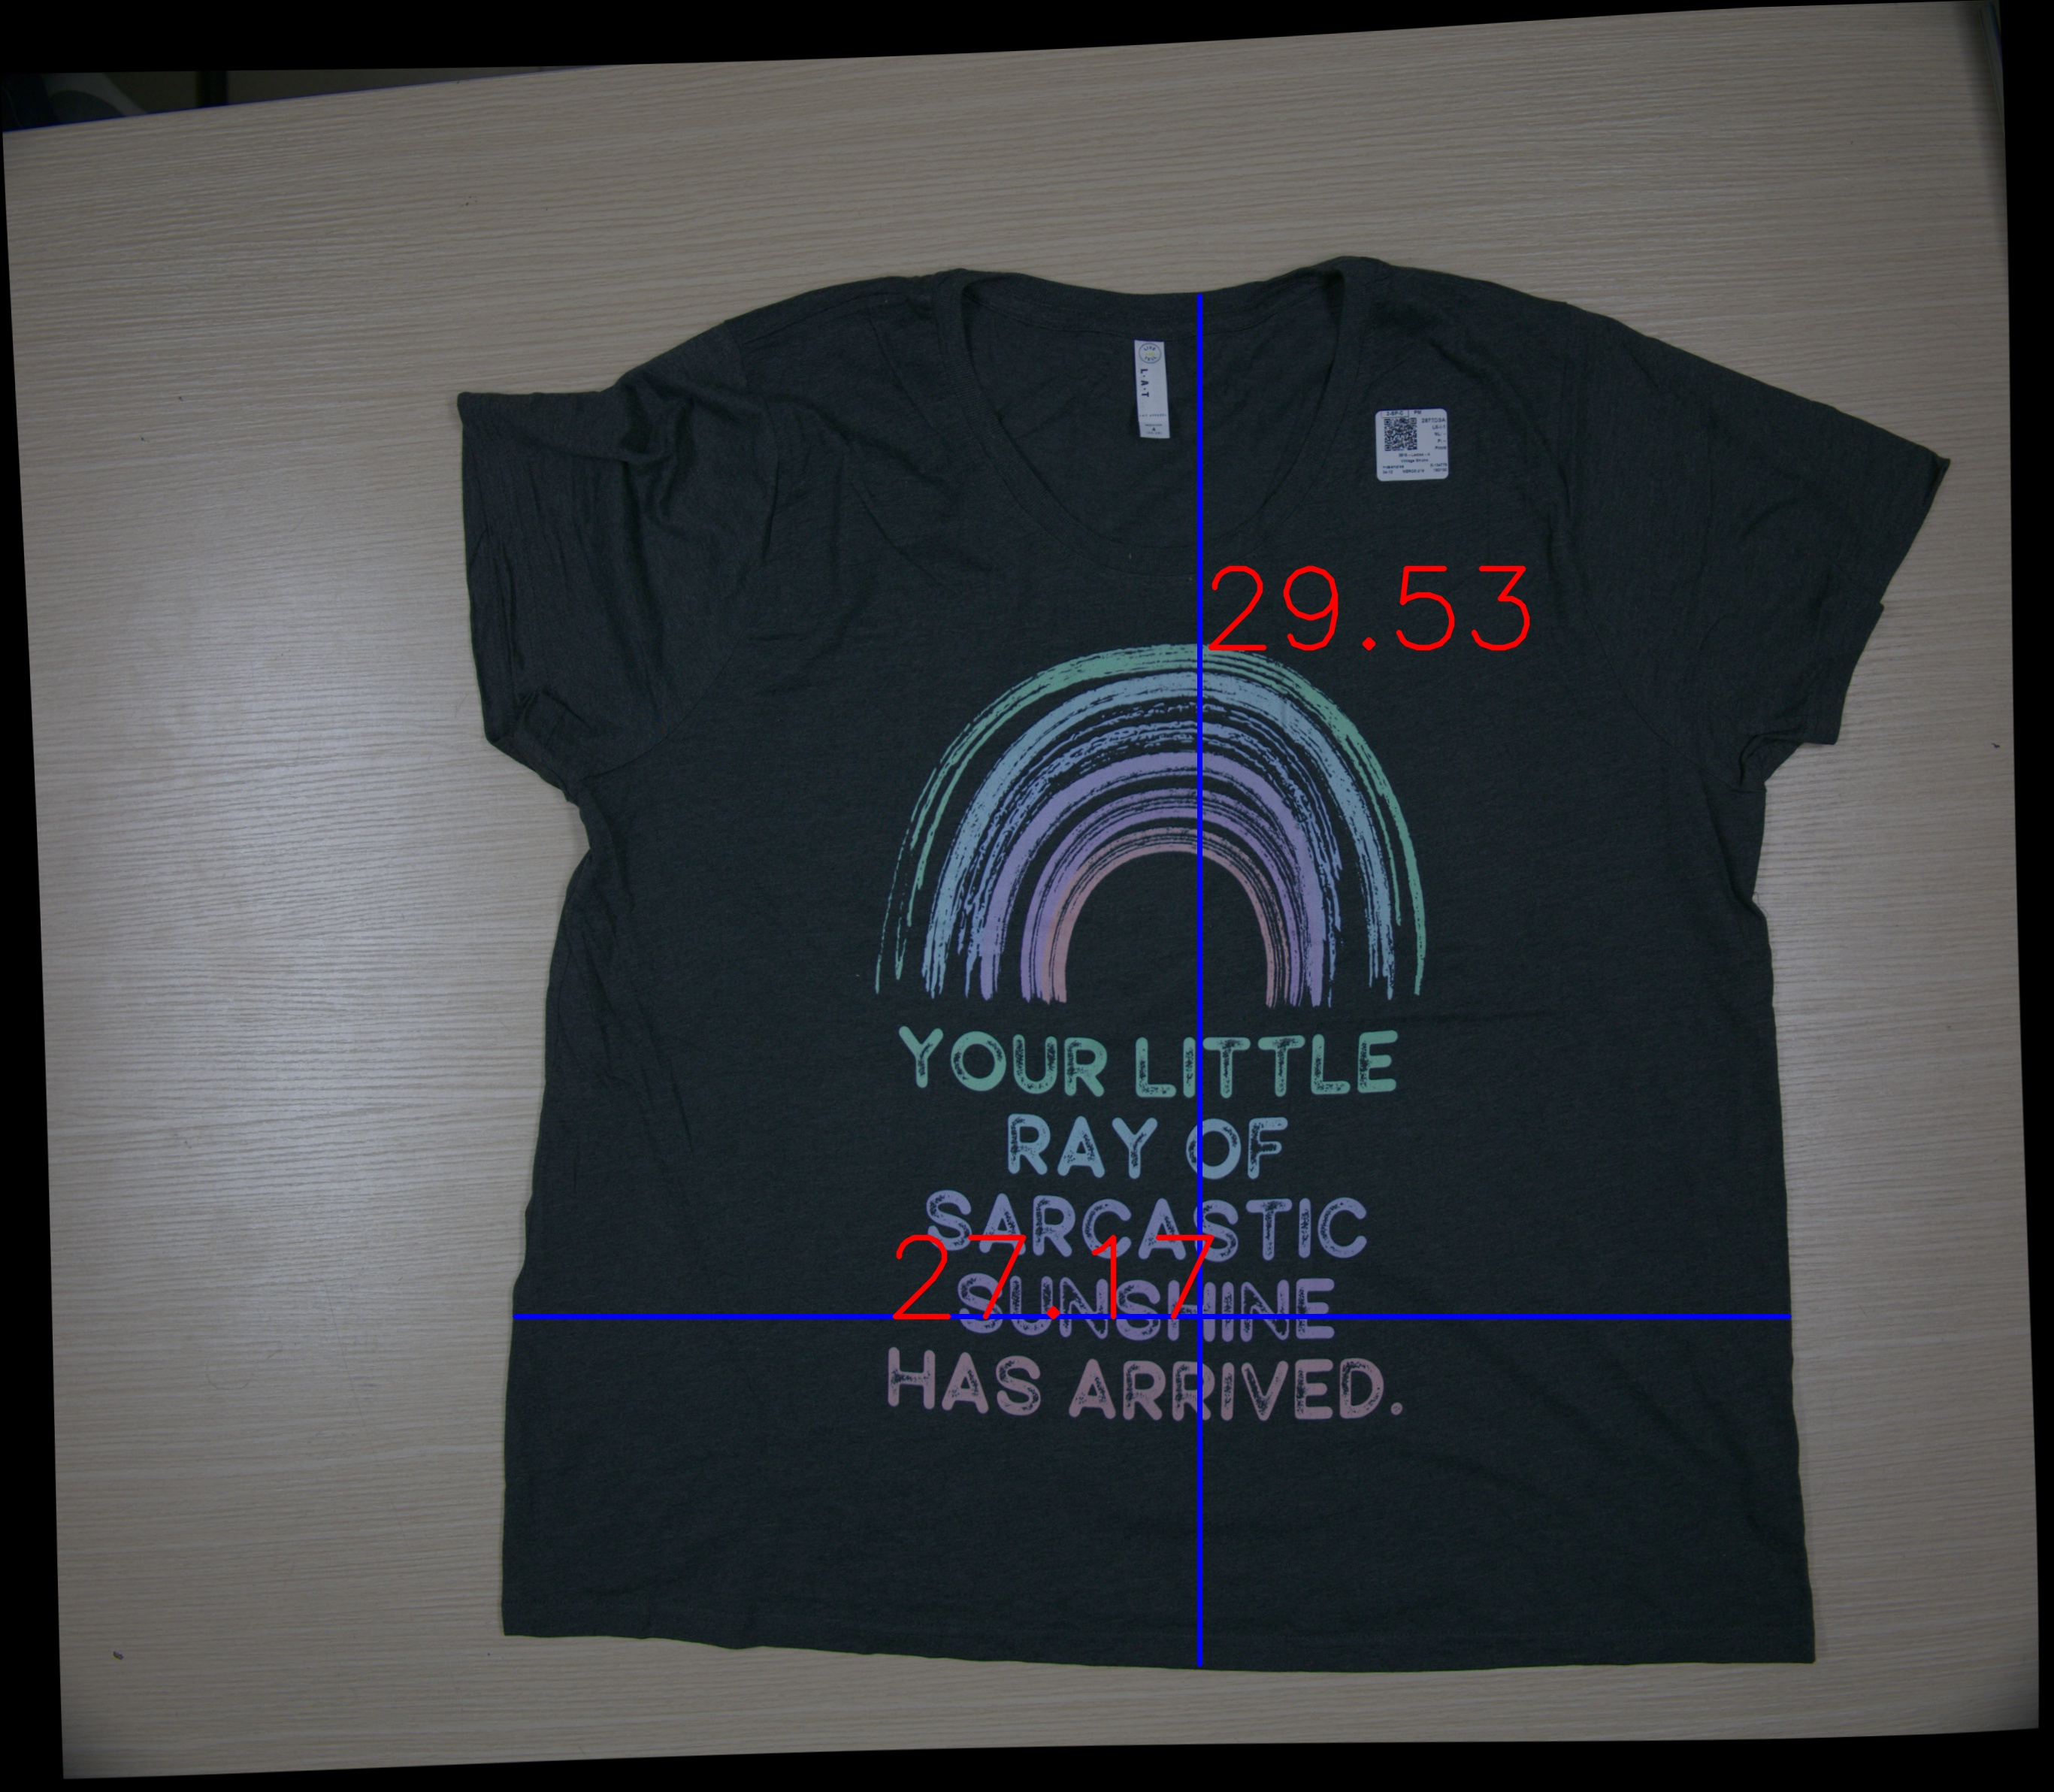 L·A·T
29.53
YOUR LITTLE
RAY OF
SARCASTIC
27.17
SUNSHINE
HAS ARRIVED.